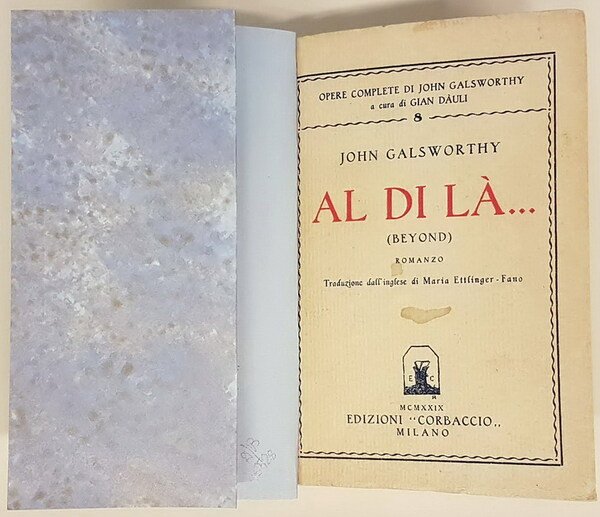 OPERE COMPLETE DI JOHN GALSWORTHY
a cura di GIAN DÀULI
8
JOHN GALSWORTHY
AL DI LÀ...
(BEYOND)
ROMANZO
Traduzione dall'inglese di Maria Ettlinger - Fano
E C
MCMXXIX
EDIZIONI "CORBACCIO„
MILANO